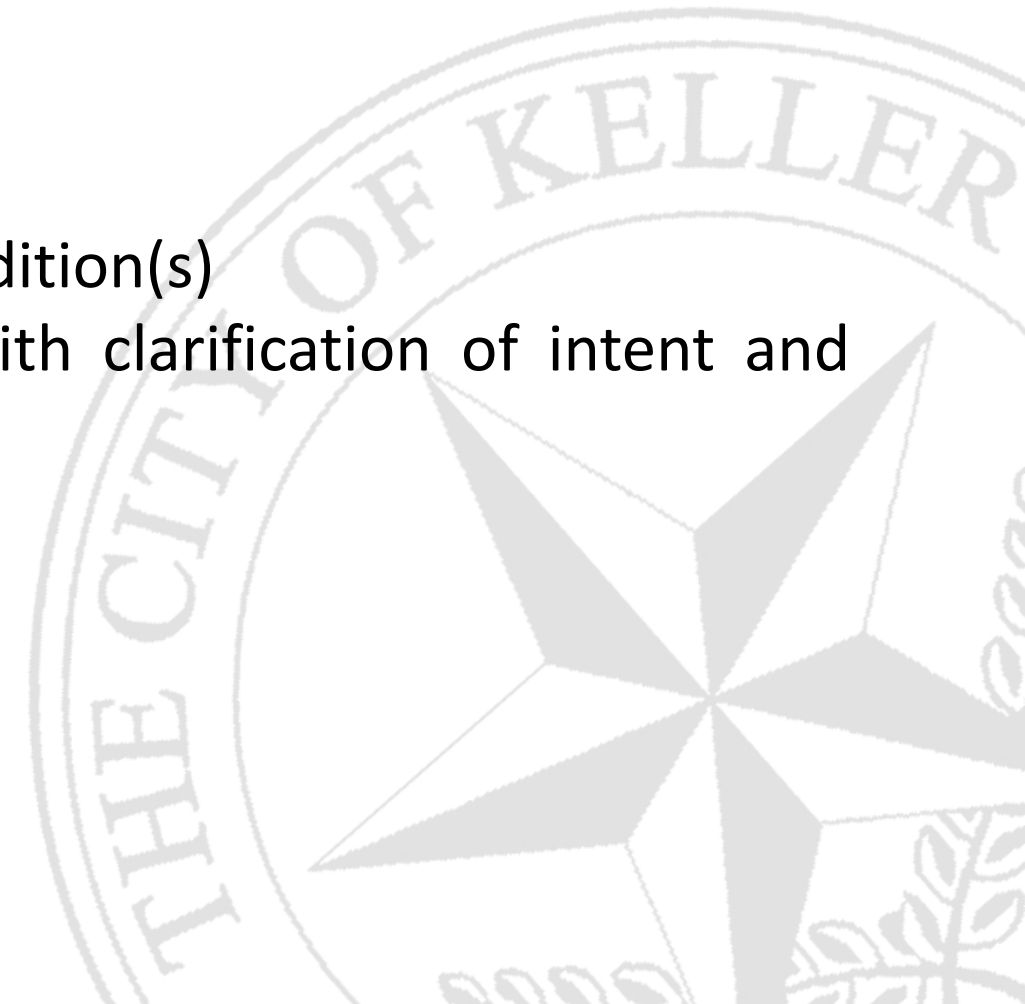 THE CITY OF KELLER
dition(s)
ith clarification of intent and